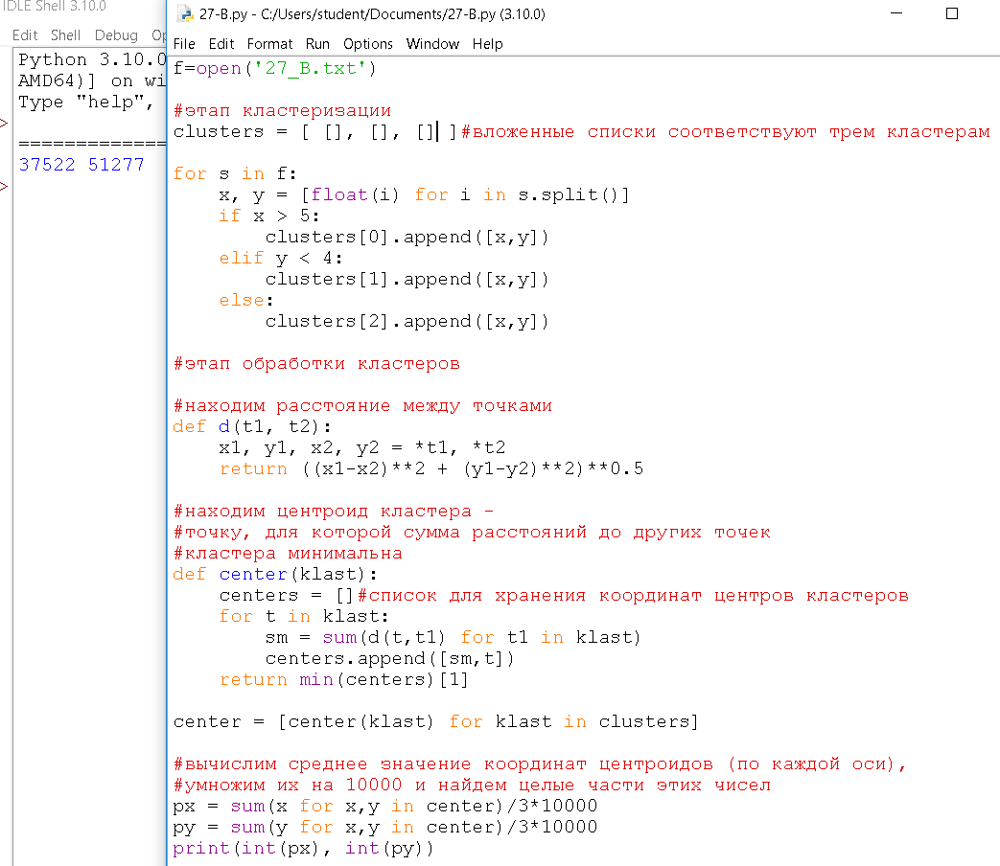 IDLE Shell 3.10.0
Edit Shell Debug
Python 3.10.0
AMD64)] on wi
Type "help",
=============
37522 51277
27-B.py - C:/Users/student/Documents/27-B.py (3.10.0)
File Edit Format Run Options Window Help
f=open('27_B.txt')
#этап кластеризации
clusters = [ [], [], [] ]#вложенные списки соответствуют трем кластерам
for s in f:
    x, y = [float(i) for i in s.split()]
    if x > 5:
        clusters[0].append([x,y])
    elif y < 4:
        clusters[1].append([x,y])
    else:
        clusters[2].append([x,y])
#этап обработки кластеров
#находим расстояние между точками
def d(t1, t2):
    x1, y1, x2, y2 = *t1, *t2
    return ((x1-x2)**2 + (y1-y2)**2)**0.5
#находим центроид кластера -
#точку, для которой сумма расстояний до других точек
#кластера минимальна
def center(klast):
    centers = []#список для хранения координат центров кластеров
    for t in klast:
        sm = sum(d(t,t1) for t1 in klast)
        centers.append([sm,t])
    return min(centers)[1]
center = [center(klast) for klast in clusters]
#вычислим среднее значение координат центроидов (по каждой оси),
#умножим их на 10000 и найдем целые части этих чисел
px = sum(x for x,y in center)/3*10000
py = sum(y for x,y in center)/3*10000
print(int(px), int(py))